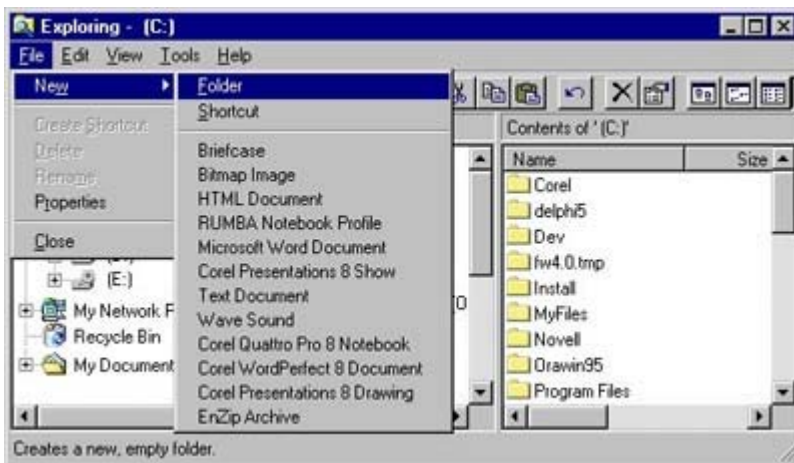 Exploring - (C:)
File Edit View Tools Help
New
Create Shortcut
Delete
Rename
Properties
Close
Folder
Shortcut
Briefcase
Bitmap Image
HTML Document
RUMBA Notebook Profile
Microsoft Word Document
Corel Presentations 8 Show
Text Document
Wave Sound
Corel Quattro Pro 8 Notebook
Corel WordPerfect 8 Document
Corel Presentations 8 Drawing
EnZip Archive
(E:)
My Network
Recycle Bin
My Document
Contents of '(C:)'
Name Size
Corel
delphi5
Dev
fw4.0.tmp
Install
MyFiles
Novell
Orawin95
Program Files
Creates a new, empty folder.